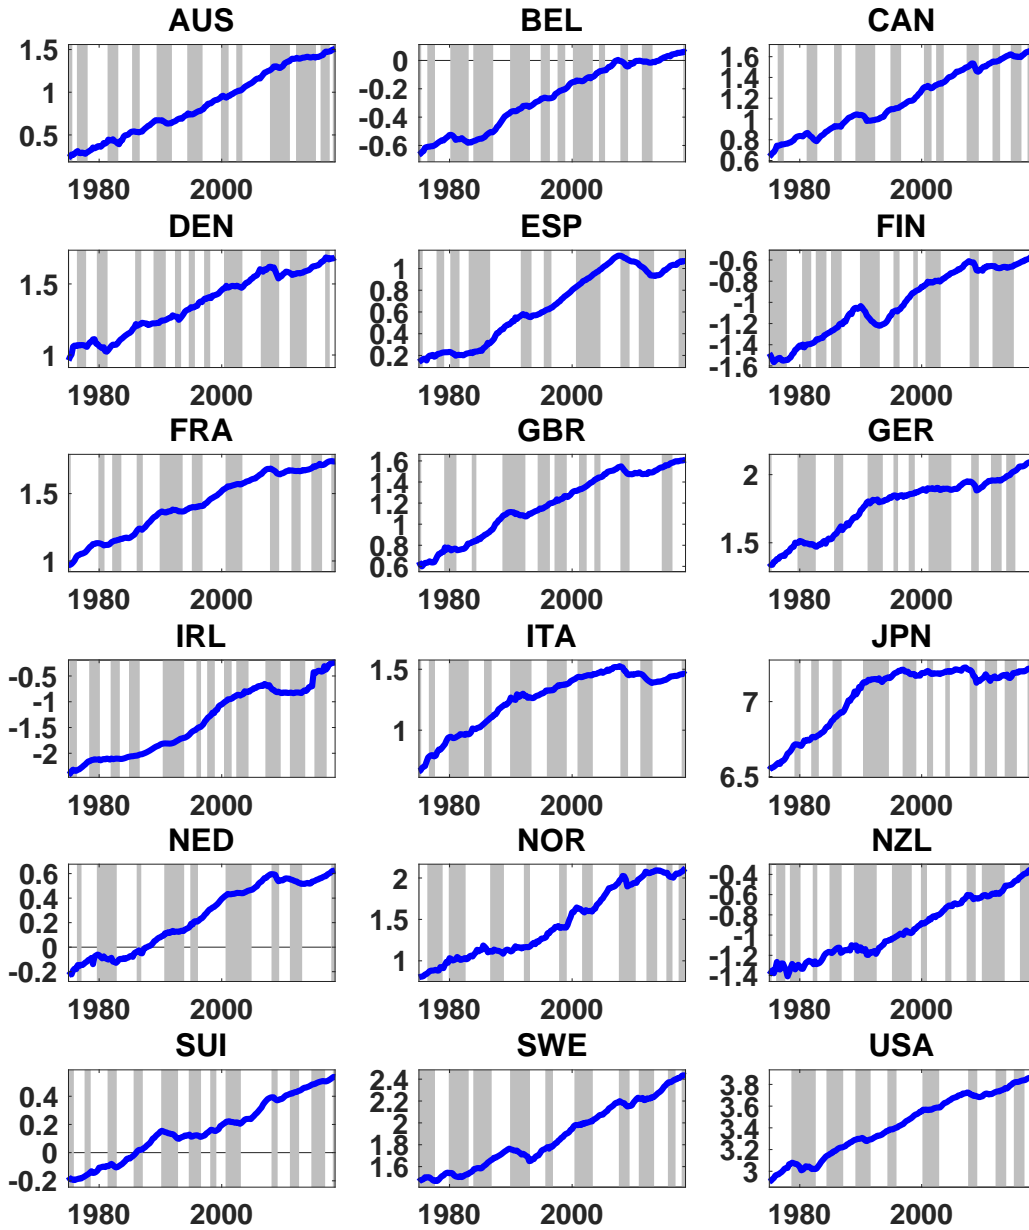 AUS BEL CAN
1.5 1 0.5 1980 2000
0 -0.2 -0.4 -0.6 1980 2000
1.6 1.4 1.2 1 0.8 0.6 1980 2000
DEN ESP FIN
1.5 1 1980 2000
1 0.8 0.6 0.4 0.2 1980 2000
-0.6 -0.8 -1 -1.2 -1.4 -1.6 1980 2000
FRA GBR GER
1.5 1 1980 2000
1.6 1.4 1.2 1 0.8 0.6 1980 2000
2 1.5 1980 2000
IRL ITA JPN
-0.5 -1 -1.5 -2 1980 2000
1.5 1 1980 2000
7 6.5 1980 2000
NED NOR NZL
0.6 0.4 0.2 0 -0.2 1980 2000
2 1.5 1 1980 2000
-0.4 -0.6 -0.8 -1 -1.2 -1.4 1980 2000
SUI SWE USA
0.4 0.2 0 -0.2 1980 2000
2.4 2.2 2 1.8 1.6 1980 2000
3.8 3.6 3.4 3.2 3 1980 2000